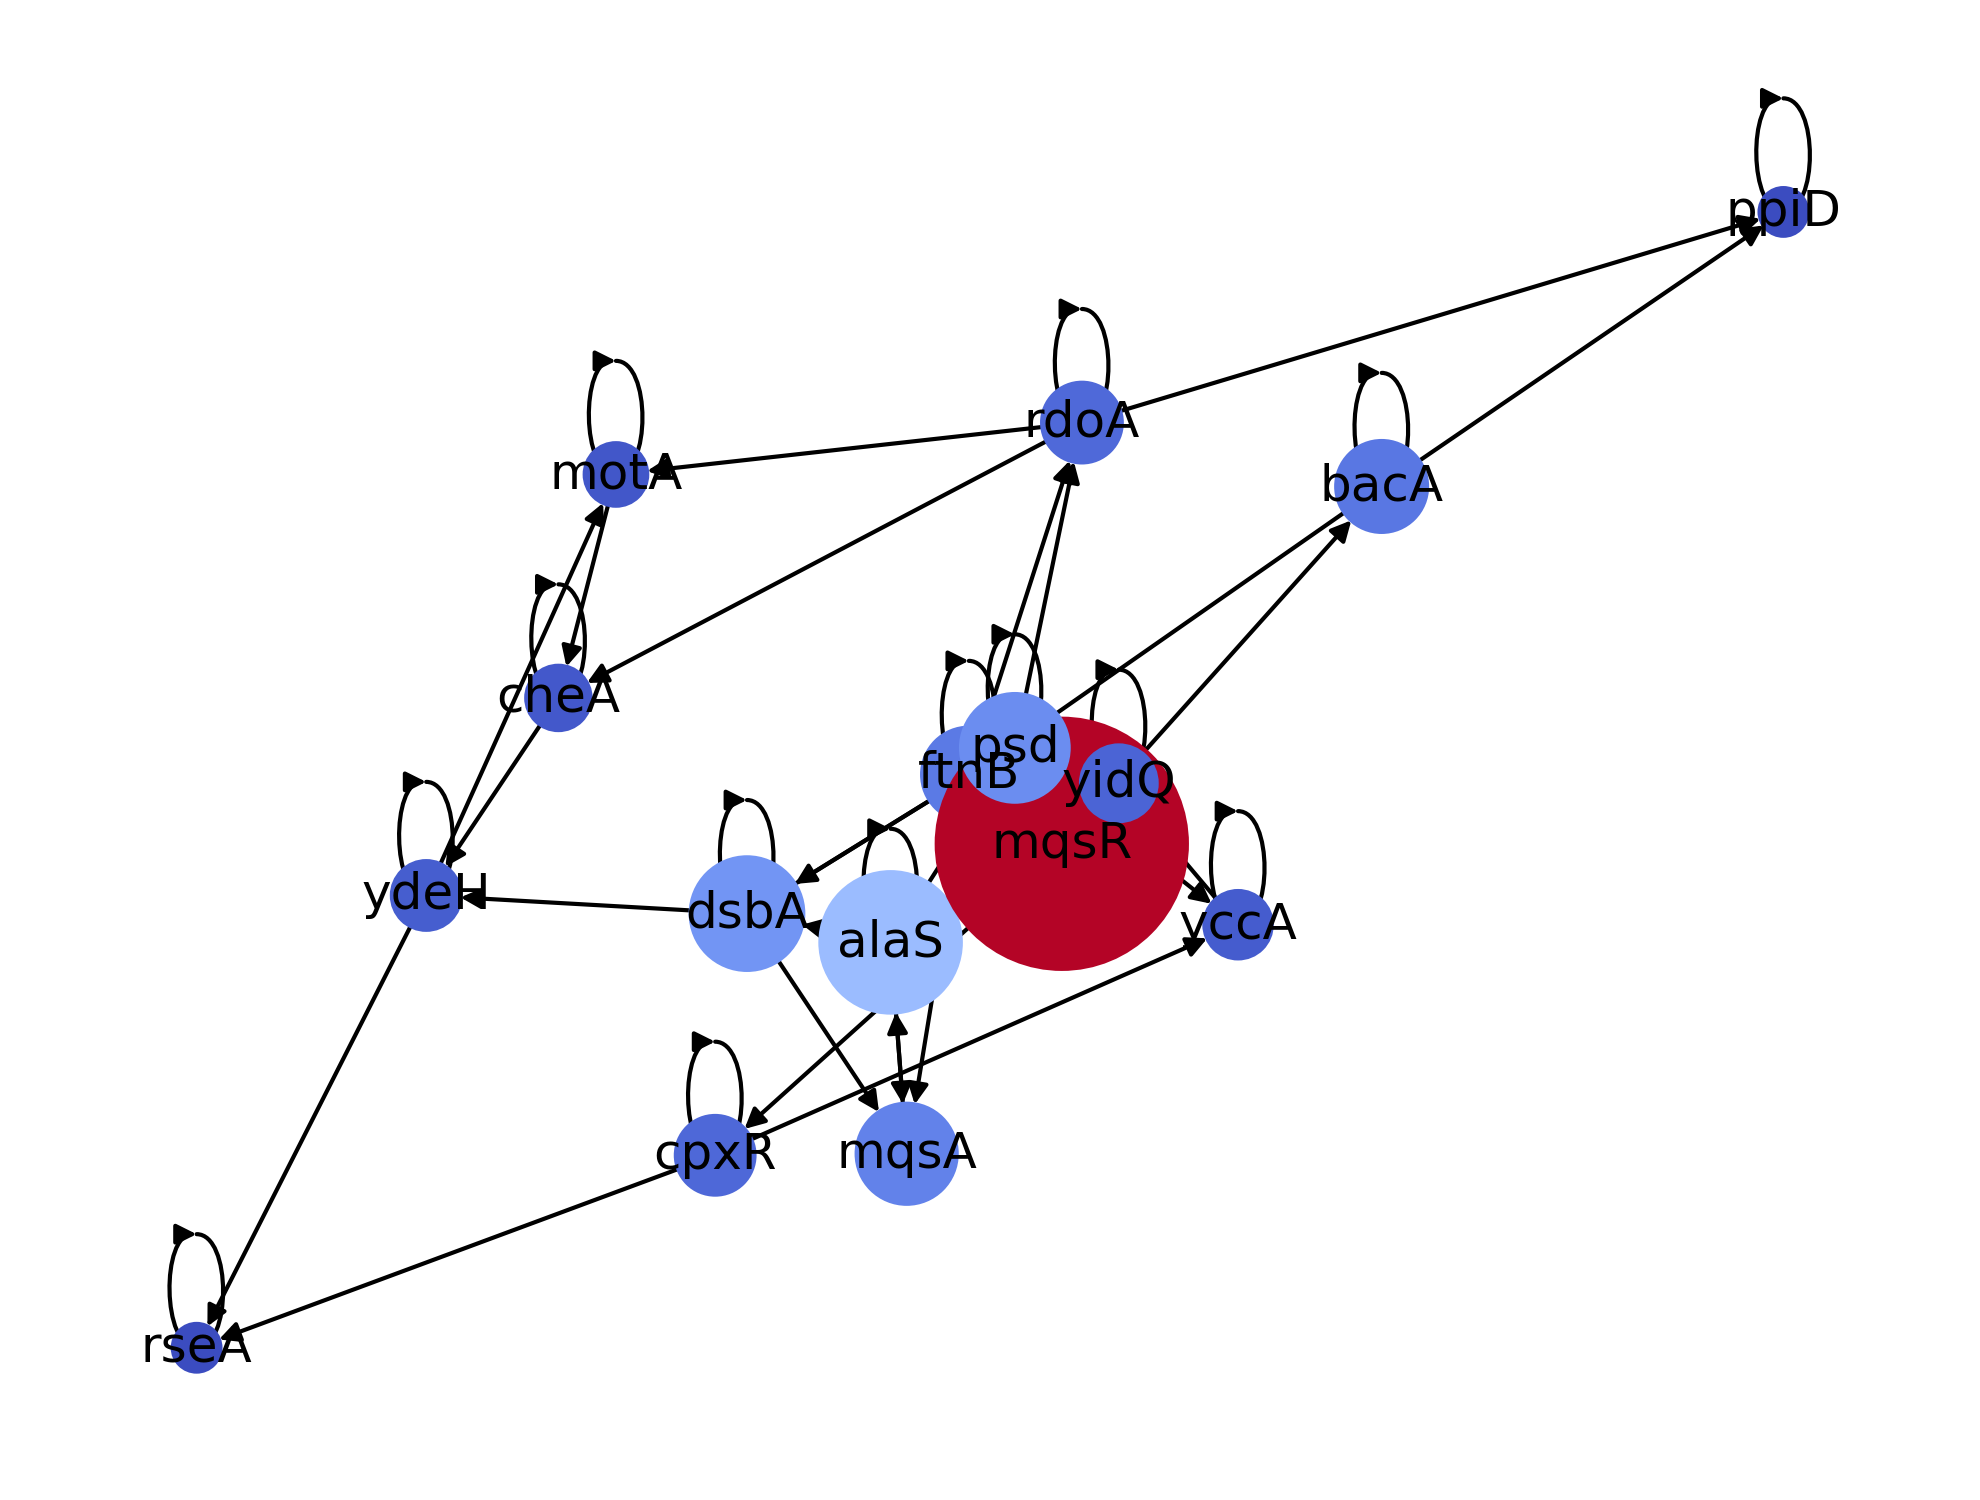 ppiD
rdoA
motA
bacA
cheA
psd
ftnB
yidQ
mqsR
ydeH
dsbA
yccA
alaS
cpxR
mqsA
rseA